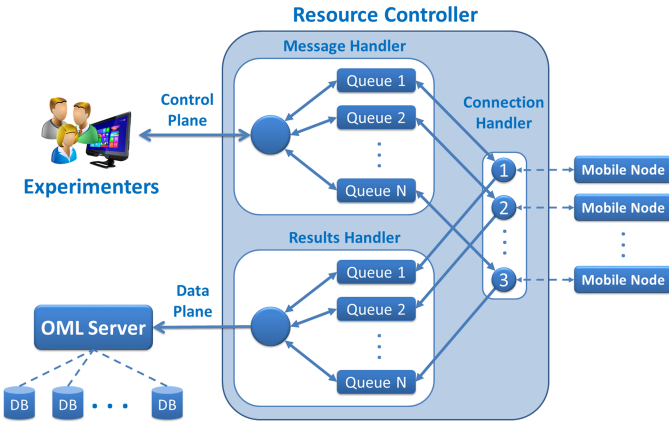 Resource Controller
Message Handler
Queue 1
Queue 2
Queue N
Control
Plane
Experimenters
Connection
Handler
1
2
3
Mobile Node
Mobile Node
Mobile Node
Results Handler
Queue 1
Queue 2
Queue N
Data
Plane
OML Server
DB
DB
DB